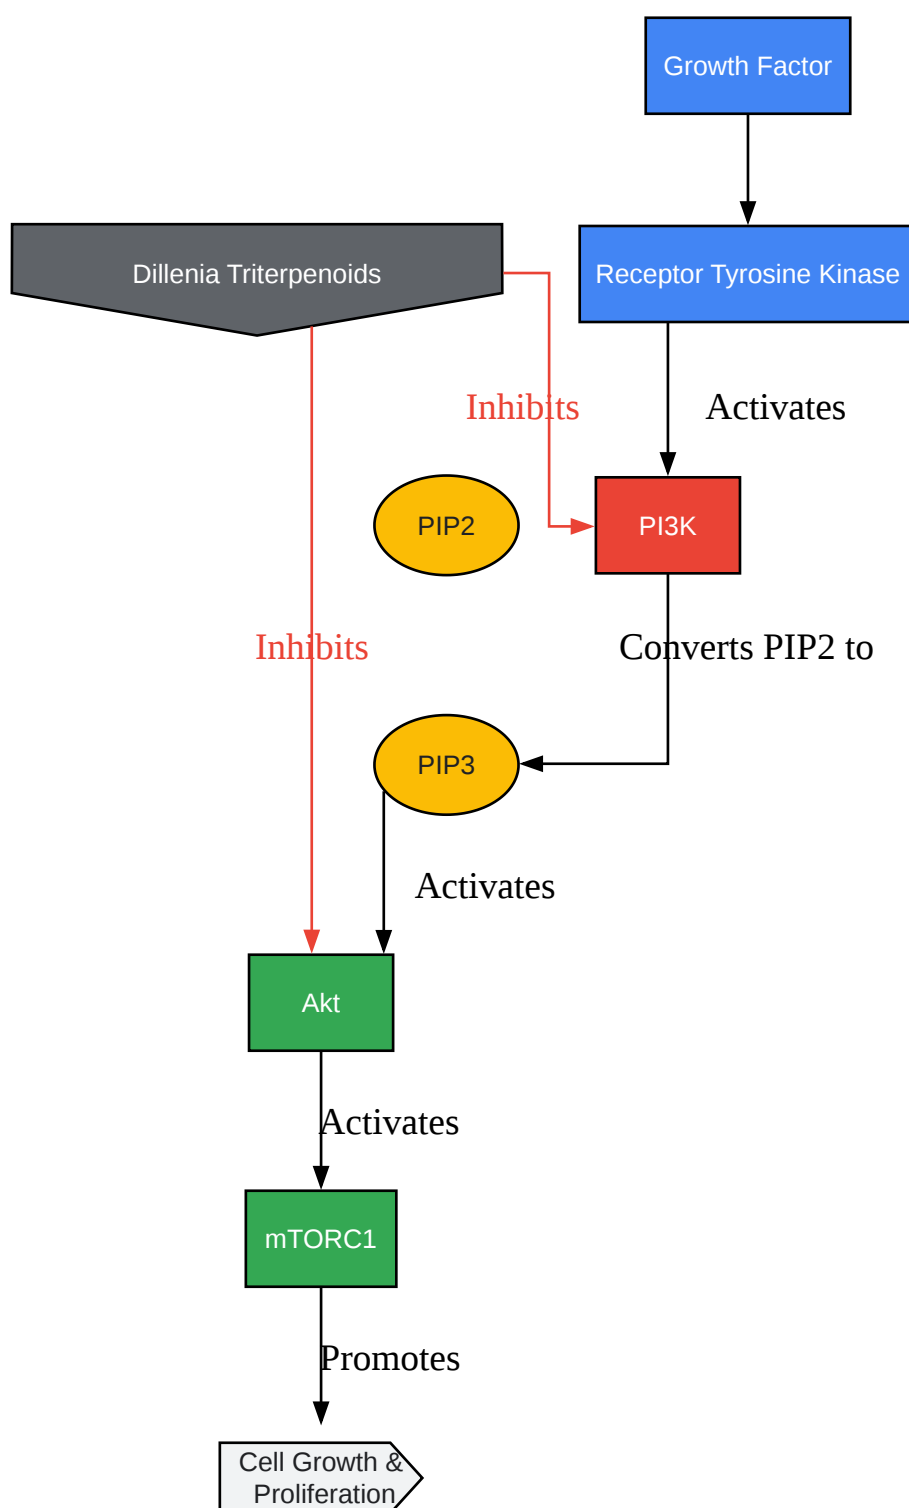 Growth Factor
Dillenia Triterpenoids
Receptor Tyrosine Kinase
Inhibits
Activates
PIP2
PI3K
Inhibits
Converts PIP2 to
PIP3
Activates
Akt
Activates
mTORC1
Promotes
Cell Growth &
Proliferation